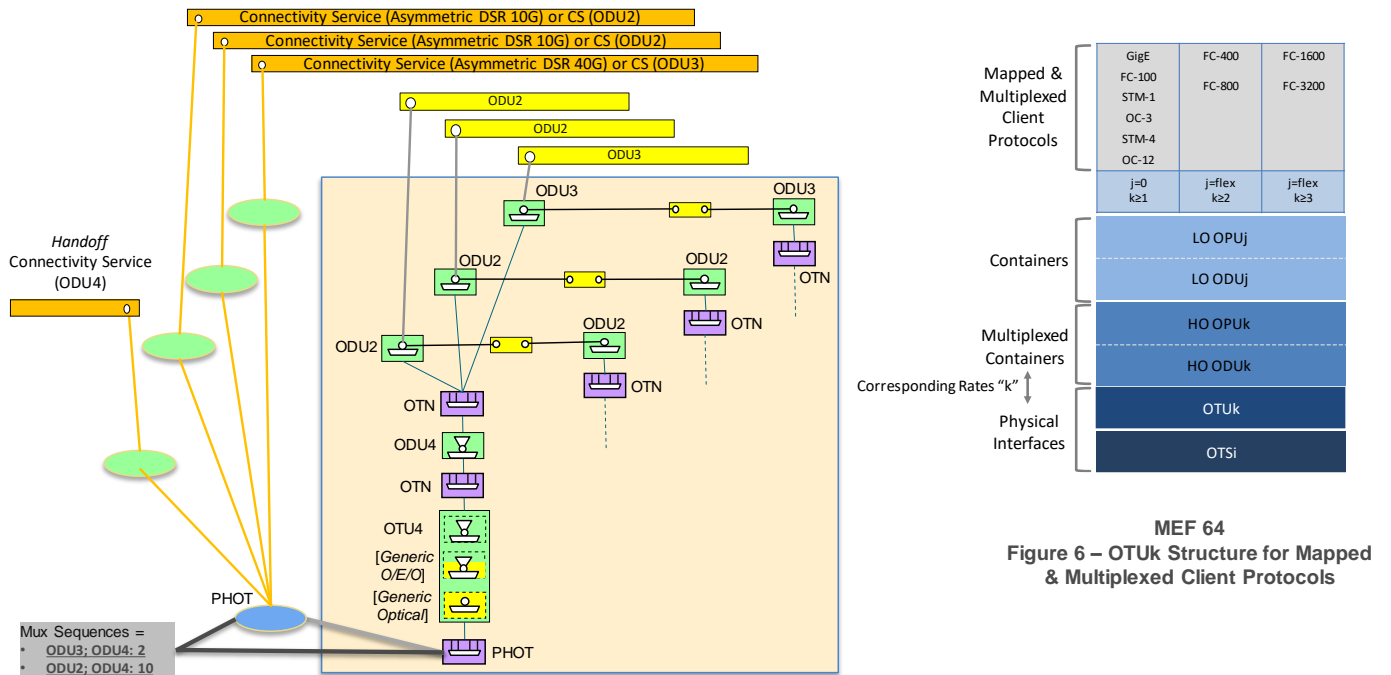 Connectivity Service (Asymmetric DSR 10G) or CS (ODU2)
Connectivity Service (Asymmetric DSR 10G) or CS (ODU2)
Connectivity Service (Asymmetric DSR 40G) or CS (ODU3)
ODU2
ODU2
ODU3
ODU3
ODU3
OTN
ODU2
ODU2
OTN
ODU2
ODU2
OTN
OTN
ODU4
OTN
OTU4
[Generic
O/E/O]
[Generic
Optical]
PHOT
Handoff
Connectivity Service
(ODU4)
PHOT
Mux Sequences =
• ODU3; ODU4: 2
• ODU2; ODU4: 10
Mapped &
Multiplexed
Client
Protocols
GigE
FC-100
STM-1
OC-3
STM-4
OC-12
FC-400
FC-800
FC-1600
FC-3200
j=0
k≥1
j=flex
k≥2
j=flex
k≥3
Containers
LO OPUj
LO ODUj
Multiplexed
Containers
HO OPUk
HO ODUk
Corresponding Rates "k"
Physical
Interfaces
OTUk
OTSi
MEF 64
Figure 6 – OTUk Structure for Mapped
& Multiplexed Client Protocols